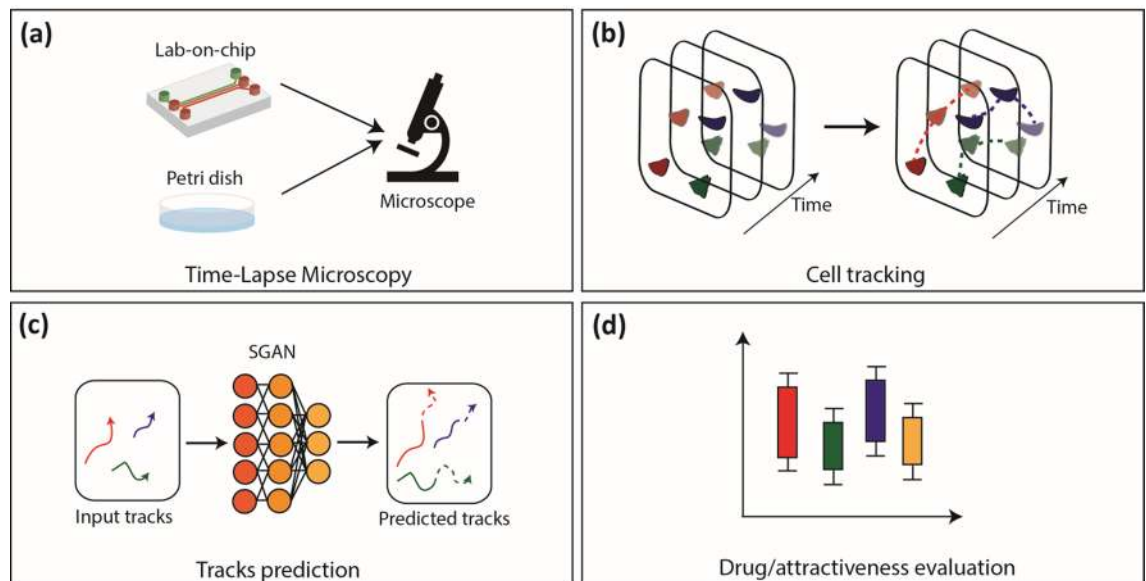 (a)
Lab-on-chip
Petri dish
Microscope
Time-Lapse Microscopy
(b)
Time
Time
Cell tracking
(c)
SGAN
Input tracks
Predicted tracks
Tracks prediction
(d)
Drug/attractiveness evaluation